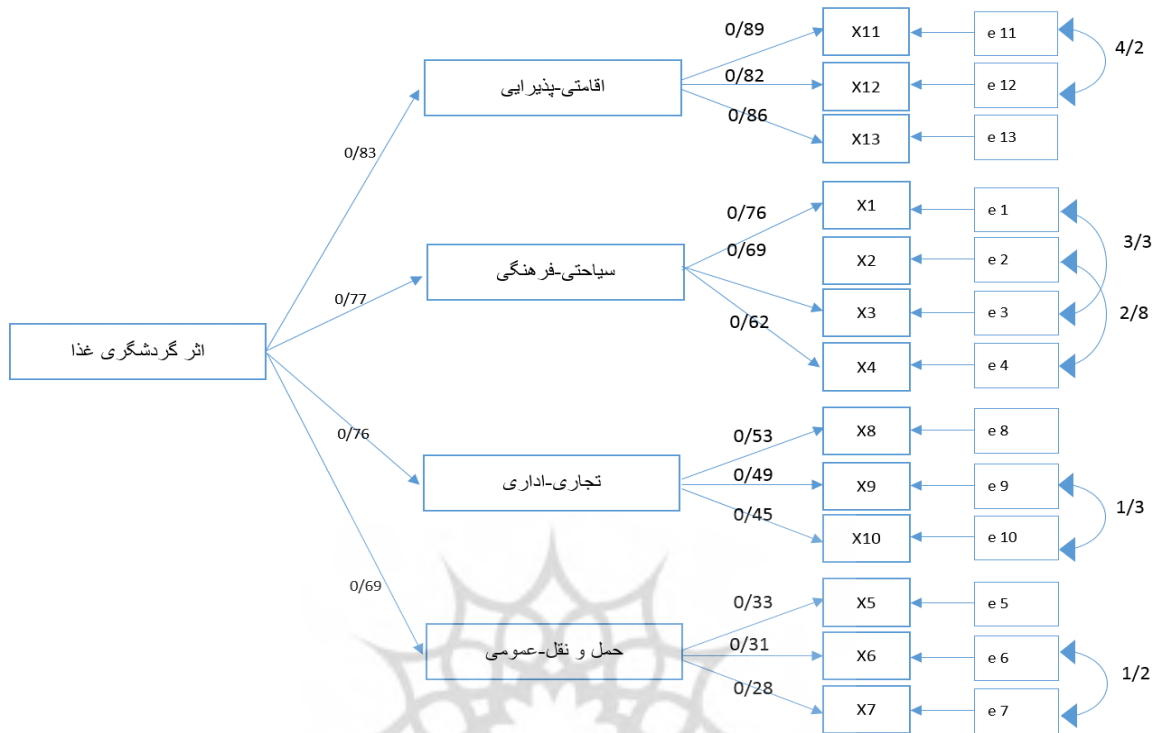 0/89
X11
e 11
4/2
اقامتی-پذیرایی
0/82
X12
e 12
0/86
X13
e 13
0/83
0/76
X1
e 1
3/3
سیاحتی-فرهنگی
0/69
X2
e 2
0/77
X3
e 3
2/8
0/62
X4
e 4
اثر گردشگری غذا
0/76
0/53
X8
e 8
تجاری-اداری
0/49
X9
e 9
1/3
0/45
X10
e 10
0/69
0/33
X5
e 5
حمل و نقل-عمومی
0/31
X6
e 6
1/2
0/28
X7
e 7